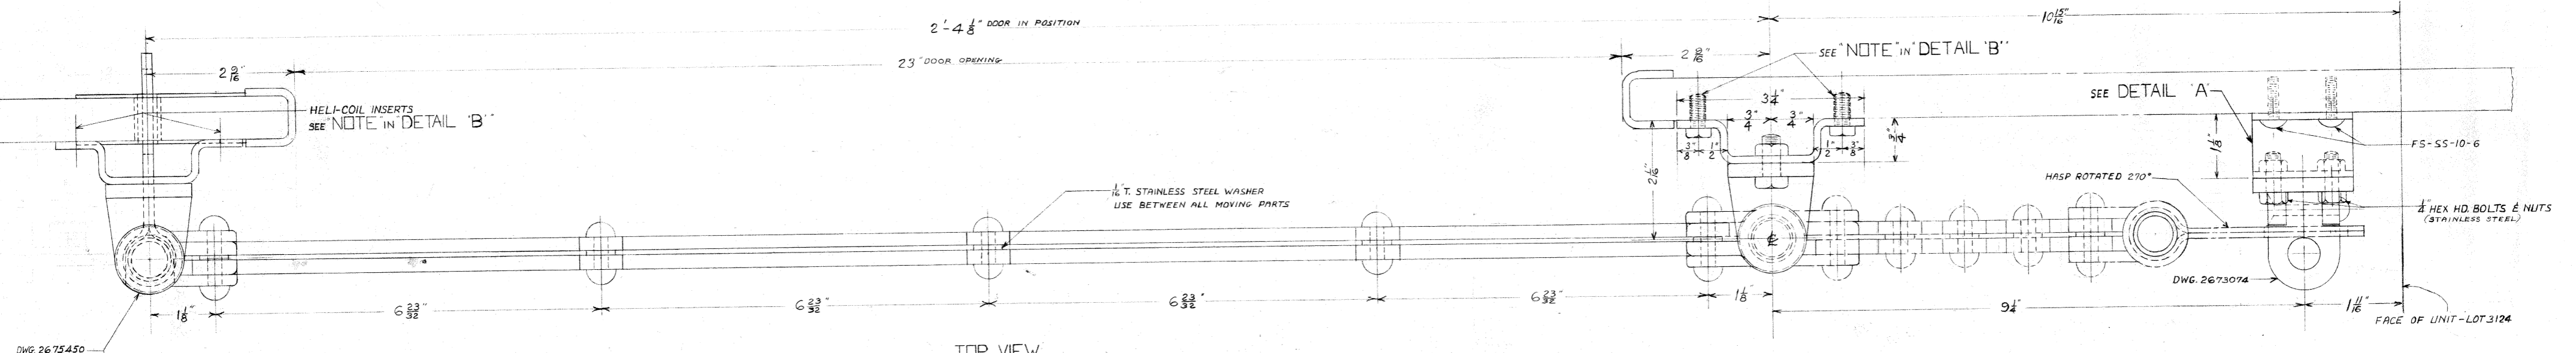 2'-4 1/8" DOOR IN POSITION
10 15/16"
23" DOOR OPENING
2 9/16"
2 9/16"
SEE "NOTE" IN "DETAIL 'B'"
HELI-COIL INSERTS
SEE "NOTE" IN "DETAIL 'B'"
3 1/4"
3/4"
3/4"
3/4"
3/8
1/2"
1/2"
3/8"
2 1/16"
SEE DETAIL 'A'
1 1/8"
FS-SS-10-6
HASP ROTATED 270°
1/4" HEX HD. BOLTS & NUTS
(STAINLESS STEEL)
1/16" T. STAINLESS STEEL WASHER
USE BETWEEN ALL MOVING PARTS
DWG. 2673074
1 1/8"
6 23/32"
6 23/32"
6 23/32"
6 23/32"
1 1/8"
9 1/4"
1 11/16"
FACE OF UNIT-LOT 3124
DWG. 2675450
TOP VIEW